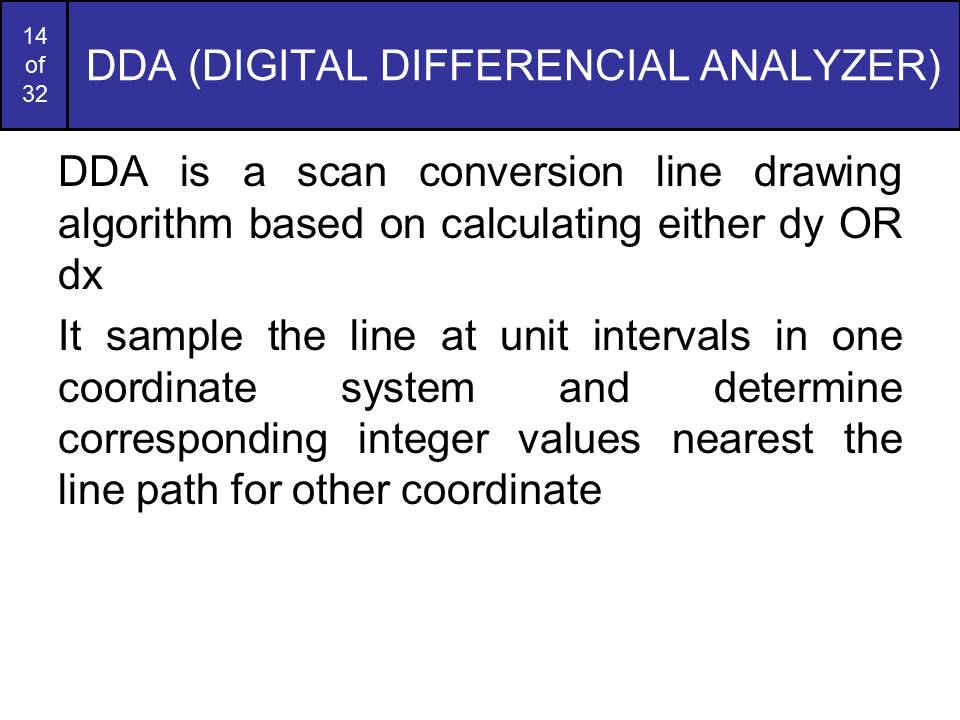 14
of
32
DDA (DIGITAL DIFFERENCIAL ANALYZER)
DDA is a scan conversion line drawing
algorithm based on calculating either dy OR
dx
It sample the line at unit intervals in one
coordinate system and determine
corresponding integer values nearest the
line path for other coordinate